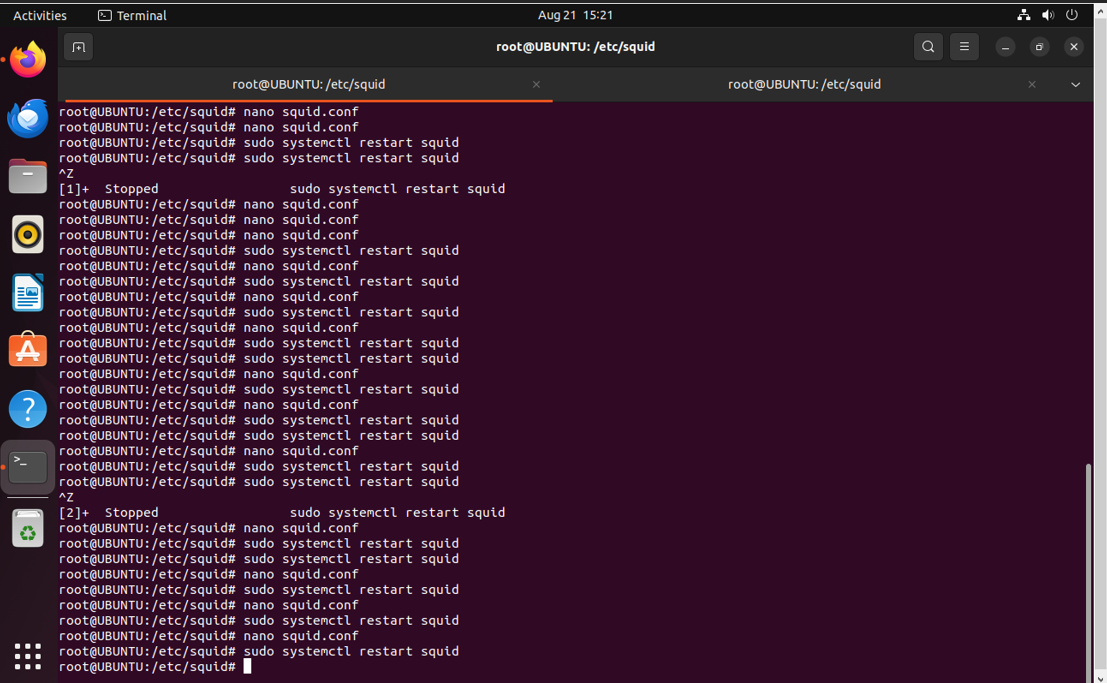 Activities
Terminal
Aug 21 15:21
root@UBUNTU: /etc/squid
root@UBUNTU: /etc/squid
root@UBUNTU: /etc/squid
root@UBUNTU:/etc/squid# nano squid.conf
root@UBUNTU:/etc/squid# nano squid.conf
root@UBUNTU:/etc/squid# sudo systemctl restart squid
root@UBUNTU:/etc/squid# sudo systemctl restart squid
^Z
[1]+  Stopped                 sudo systemctl restart squid
root@UBUNTU:/etc/squid# nano squid.conf
root@UBUNTU:/etc/squid# nano squid.conf
root@UBUNTU:/etc/squid# nano squid.conf
root@UBUNTU:/etc/squid# sudo systemctl restart squid
root@UBUNTU:/etc/squid# nano squid.conf
root@UBUNTU:/etc/squid# sudo systemctl restart squid
root@UBUNTU:/etc/squid# nano squid.conf
root@UBUNTU:/etc/squid# sudo systemctl restart squid
root@UBUNTU:/etc/squid# nano squid.conf
root@UBUNTU:/etc/squid# sudo systemctl restart squid
root@UBUNTU:/etc/squid# sudo systemctl restart squid
root@UBUNTU:/etc/squid# nano squid.conf
root@UBUNTU:/etc/squid# sudo systemctl restart squid
root@UBUNTU:/etc/squid# nano squid.conf
root@UBUNTU:/etc/squid# sudo systemctl restart squid
root@UBUNTU:/etc/squid# sudo systemctl restart squid
root@UBUNTU:/etc/squid# nano squid.conf
root@UBUNTU:/etc/squid# sudo systemctl restart squid
root@UBUNTU:/etc/squid# sudo systemctl restart squid
^Z
[2]+  Stopped                 sudo systemctl restart squid
root@UBUNTU:/etc/squid# nano squid.conf
root@UBUNTU:/etc/squid# sudo systemctl restart squid
root@UBUNTU:/etc/squid# sudo systemctl restart squid
root@UBUNTU:/etc/squid# nano squid.conf
root@UBUNTU:/etc/squid# sudo systemctl restart squid
root@UBUNTU:/etc/squid# nano squid.conf
root@UBUNTU:/etc/squid# sudo systemctl restart squid
root@UBUNTU:/etc/squid# nano squid.conf
root@UBUNTU:/etc/squid# sudo systemctl restart squid
root@UBUNTU:/etc/squid#